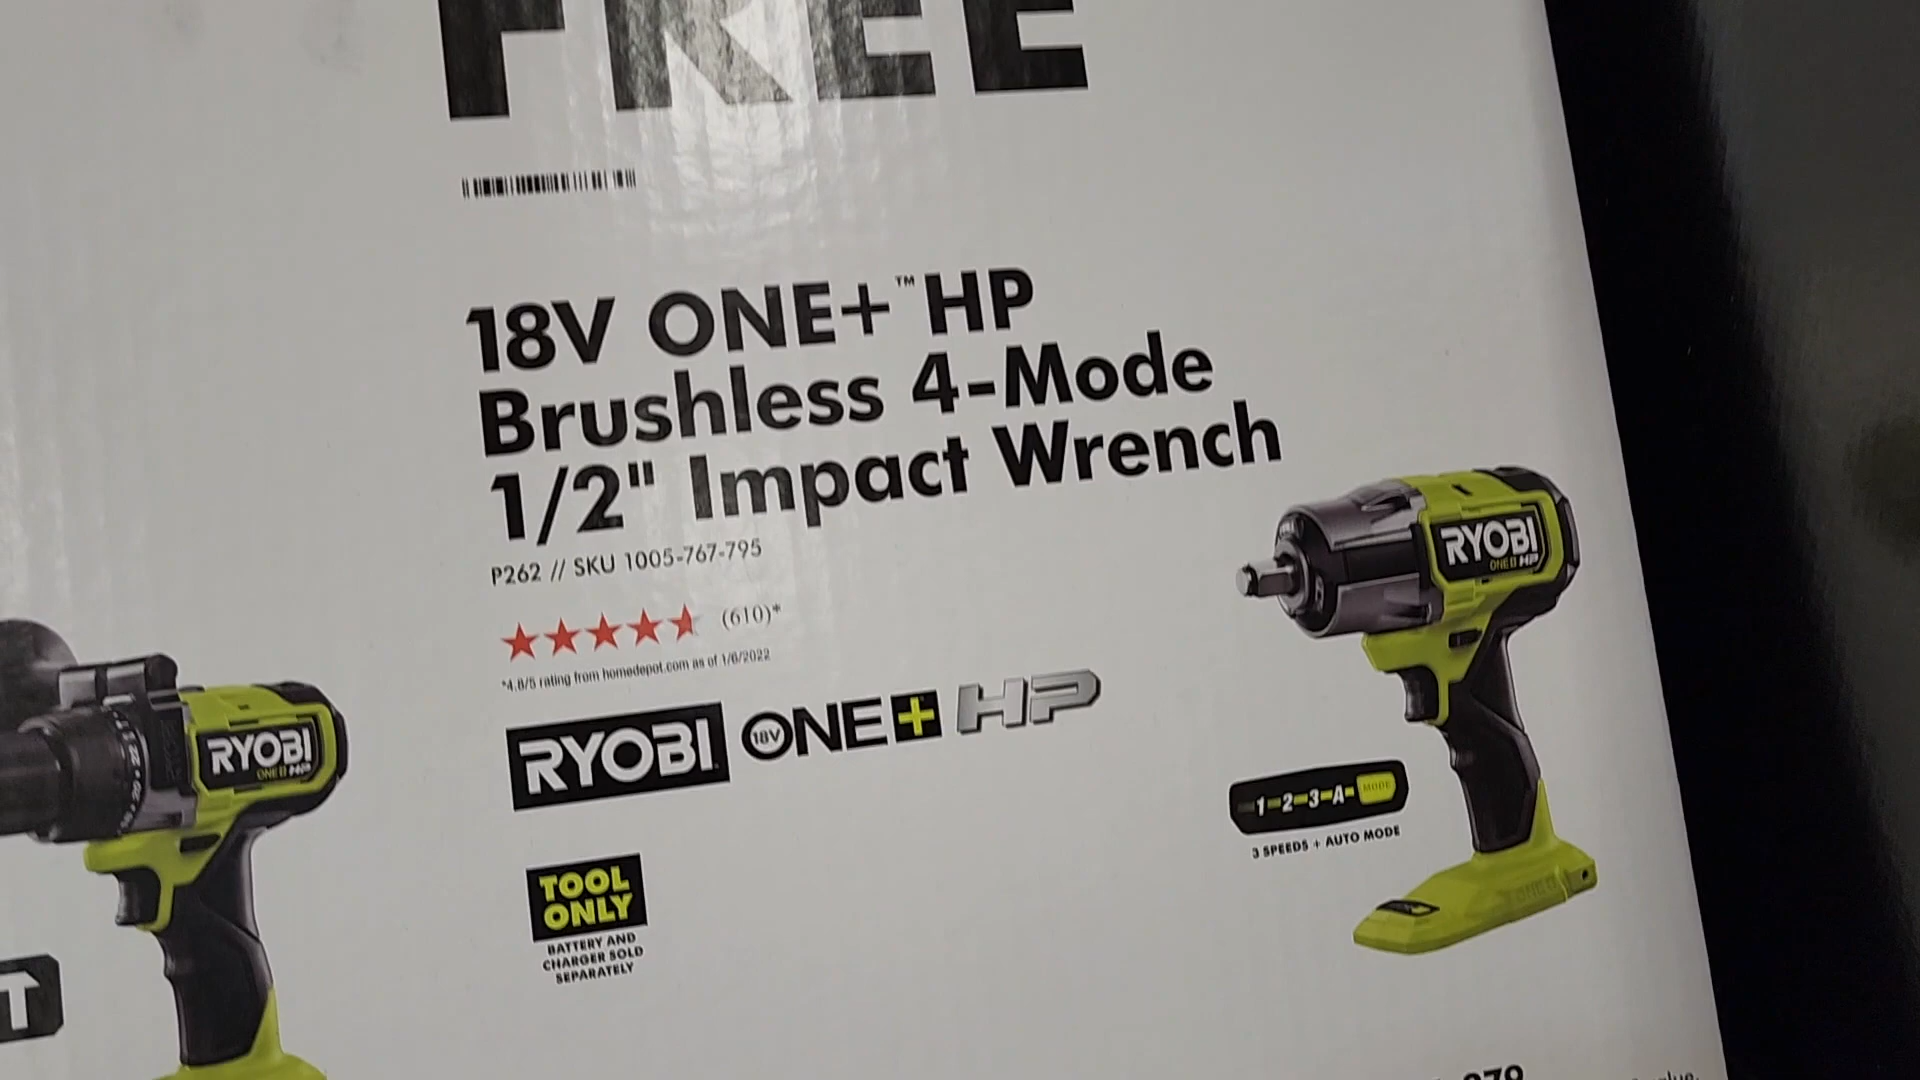 FREE
18V ONE+™ HP
Brushless 4-Mode
1/2" Impact Wrench
P262 // SKU 1005-767-795
(610)*
*4.8/5 rating from homedepot.com as of 1/6/2022
RYOBI 18V ONE+ HP
TOOL
ONLY
BATTERY AND
CHARGER SOLD
SEPARATELY
RYOBI
ONE+ HP
1-2-3-A- MODE
3 SPEEDS + AUTO MODE
RYOBI
ONE+ HP
T